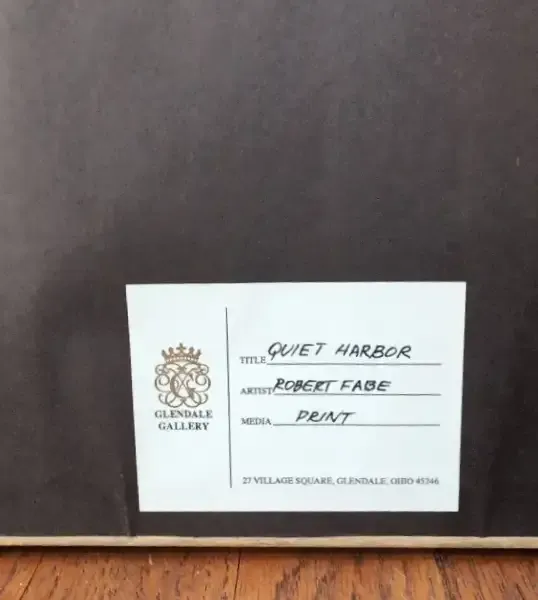 TITLE QUIET HARBOR
ARTIST ROBERT FABE
MEDIA PRINT
GLENDALE
GALLERY
27 VILLAGE SQUARE, GLENDALE, OHIO 45246